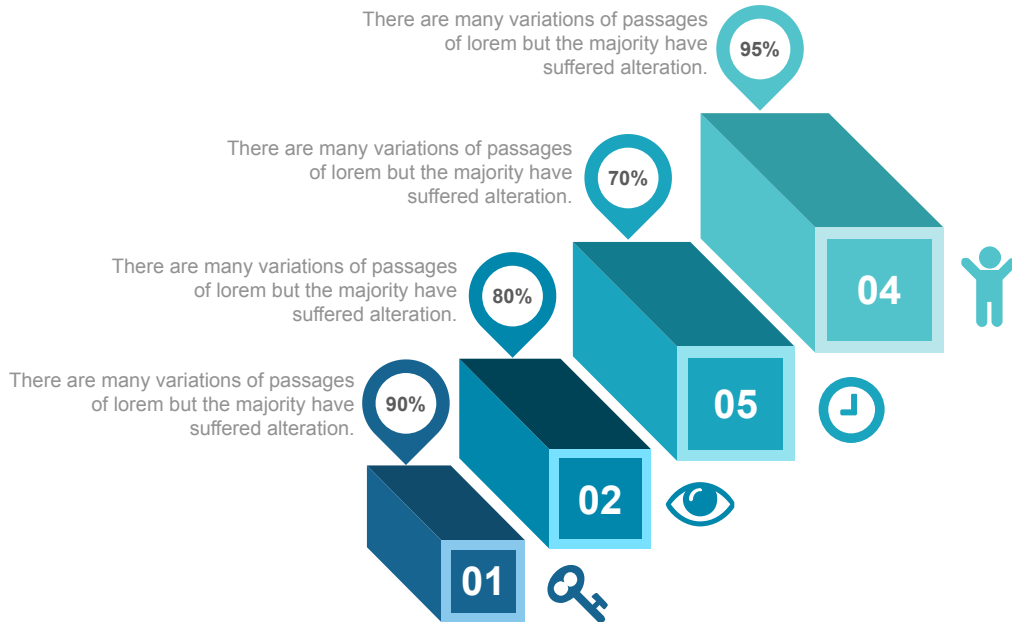 There are many variations of passages
of lorem but the majority have
suffered alteration.
95%
There are many variations of passages
of lorem but the majority have
suffered alteration.
70%
04
There are many variations of passages
of lorem but the majority have
suffered alteration.
80%
05
There are many variations of passages
of lorem but the majority have
suffered alteration.
90%
02
01